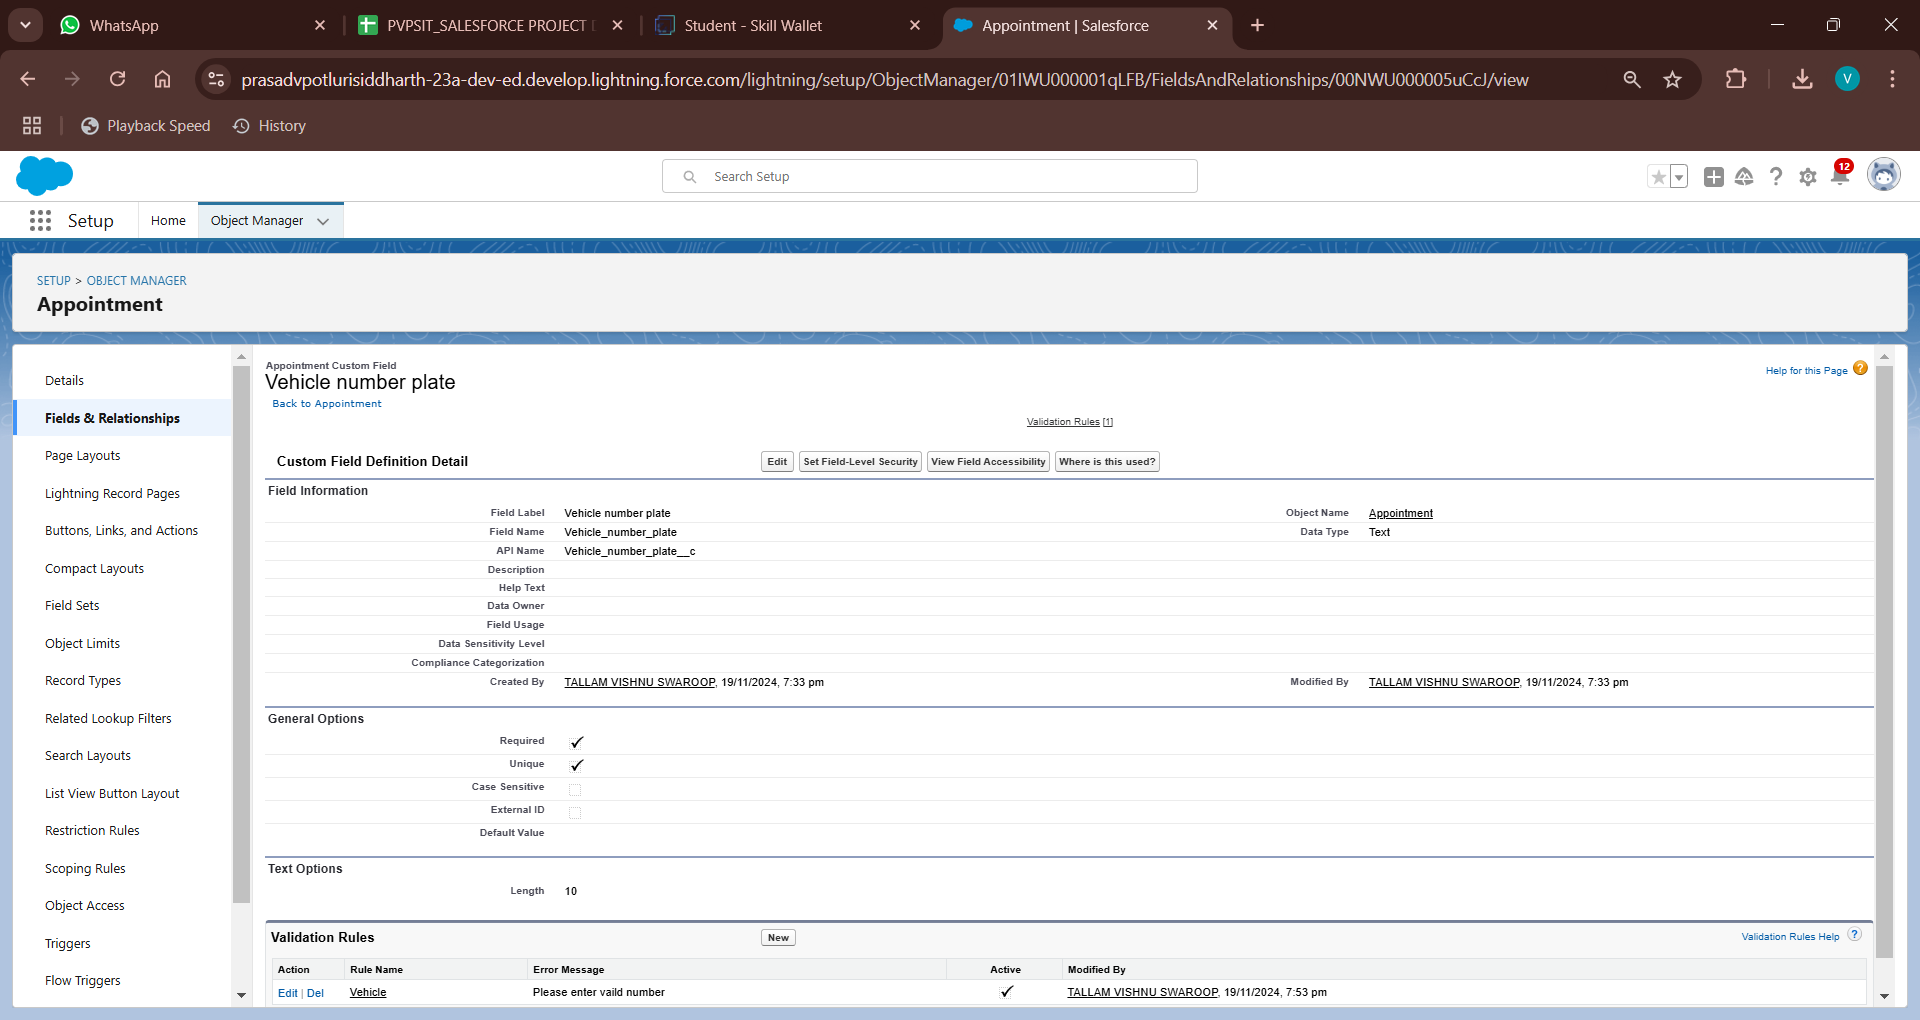 WhatsApp
PVPSIT_SALESFORCE PROJECT
Student - Skill Wallet
Appointment | Salesforce
prasadvpotlurisiddharth-23a-dev-ed.develop.lightning.force.com/lightning/setup/ObjectManager/01IWU000001qLFB/FieldsAndRelationships/00NWU000005uCcJ/view
V
Playback Speed
History
Search Setup
12
Setup
Home
Object Manager
SETUP > OBJECT MANAGER
Appointment
Details
Fields & Relationships
Page Layouts
Lightning Record Pages
Buttons, Links, and Actions
Compact Layouts
Field Sets
Object Limits
Record Types
Related Lookup Filters
Search Layouts
List View Button Layout
Restriction Rules
Scoping Rules
Object Access
Triggers
Flow Triggers
Appointment Custom Field
Vehicle number plate
Back to Appointment
Help for this Page ?
Validation Rules [1]
Custom Field Definition Detail
Edit
Set Field-Level Security
View Field Accessibility
Where is this used?
Field Information
Field Label Vehicle number plate Object Name Appointment
Field Name Vehicle_number_plate Data Type Text
API Name Vehicle_number_plate__c
Description
Help Text
Data Owner
Field Usage
Data Sensitivity Level
Compliance Categorization
Created By TALLAM VISHNU SWAROOP, 19/11/2024, 7:33 pm Modified By TALLAM VISHNU SWAROOP, 19/11/2024, 7:33 pm
General Options
Required
Unique
Case Sensitive
External ID
Default Value
Text Options
Length 10
Validation Rules New Validation Rules Help ?
Action Rule Name Error Message Active Modified By
Edit | Del Vehicle Please enter vaild number TALLAM VISHNU SWAROOP, 19/11/2024, 7:53 pm